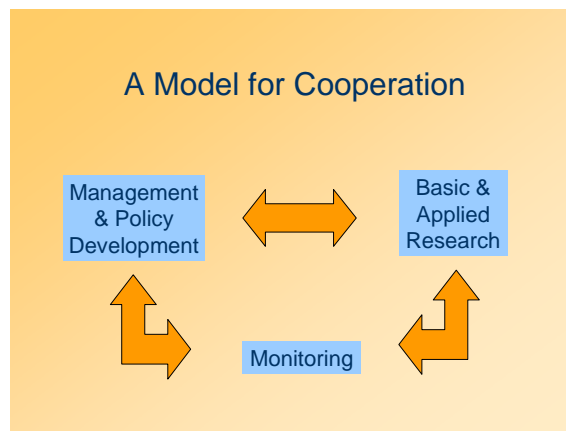 A Model for Cooperation
Management
& Policy
Development
Basic &
Applied
Research
Monitoring